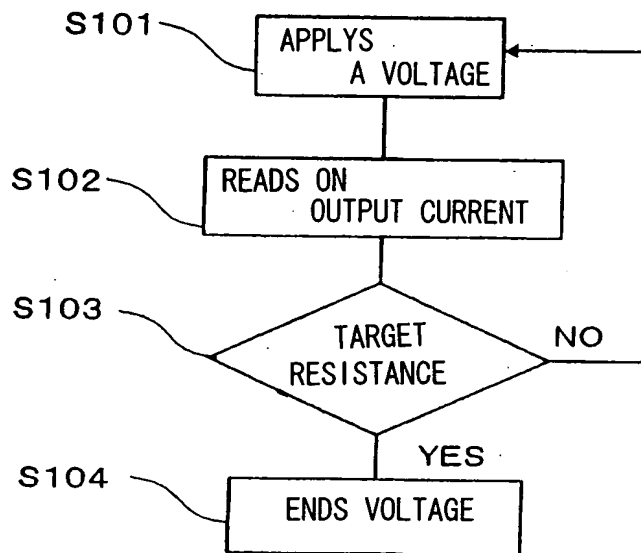 S101
APPLYS
A VOLTAGE
S102
READS ON
OUTPUT CURRENT
S103
TARGET
RESISTANCE
NO
YES
S104
ENDS VOLTAGE